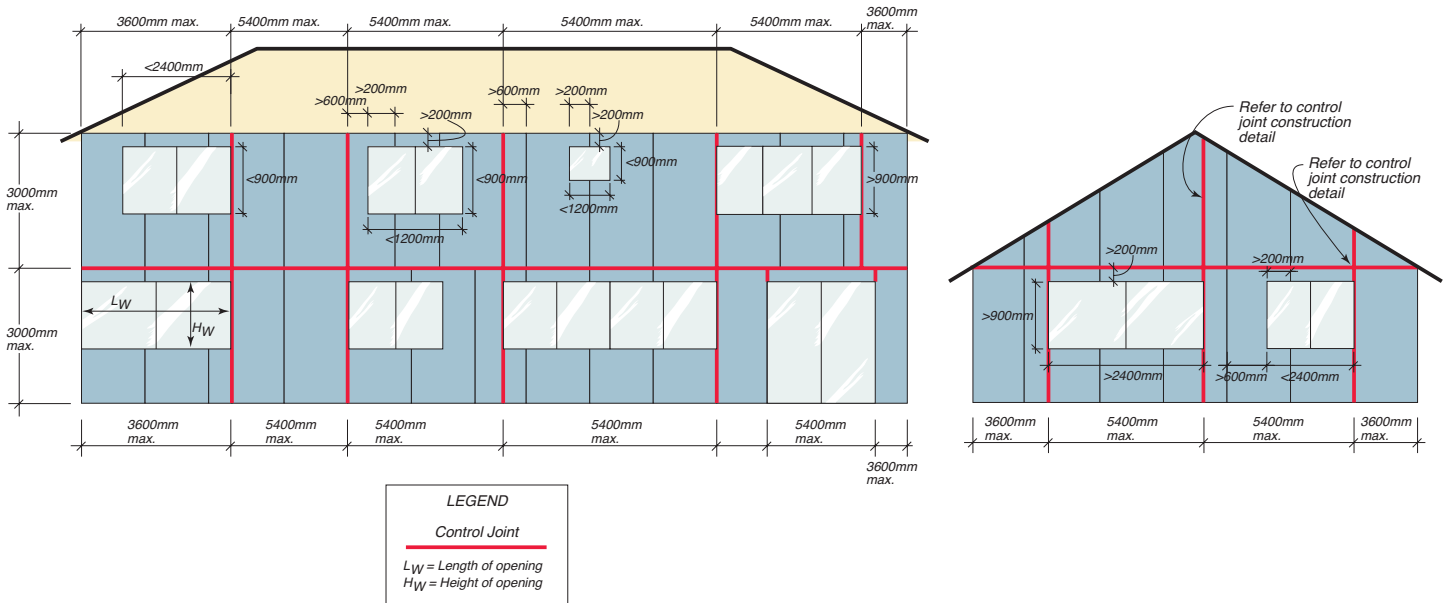 3600mm max.
5400mm max.
5400mm max.
5400mm max.
5400mm max.
3600mm
max.
<2400mm
>600mm
>200mm
>200mm
>600mm
>200mm
>200mm
<900mm
<900mm
<900mm
>900mm
<1200mm
<1200mm
3000mm
max.
3000mm
max.
LW
HW
3600mm
max.
5400mm
max.
5400mm
max.
5400mm
max.
5400mm
max.
3600mm
max.
Refer to control
joint construction
detail
Refer to control
joint construction
detail
>200mm
>200mm
>900mm
>2400mm
>600mm
<2400mm
3600mm
max.
5400mm
max.
5400mm
max.
3600mm
max.
LEGEND
Control Joint
LW = Length of opening
HW = Height of opening